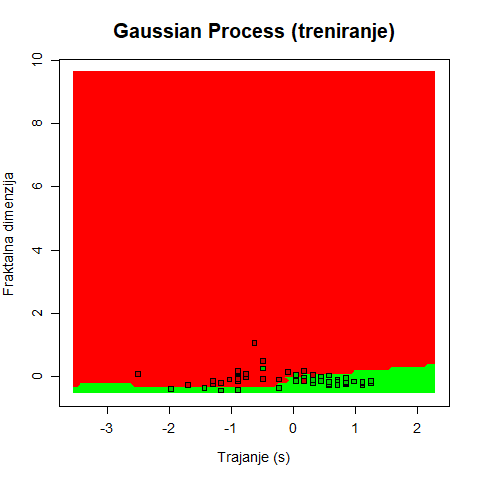 Gaussian Process (treniranje)
Fraktalna dimenzija
10
8
6
4
2
0
-3 -2 -1 0 1 2
Trajanje (s)